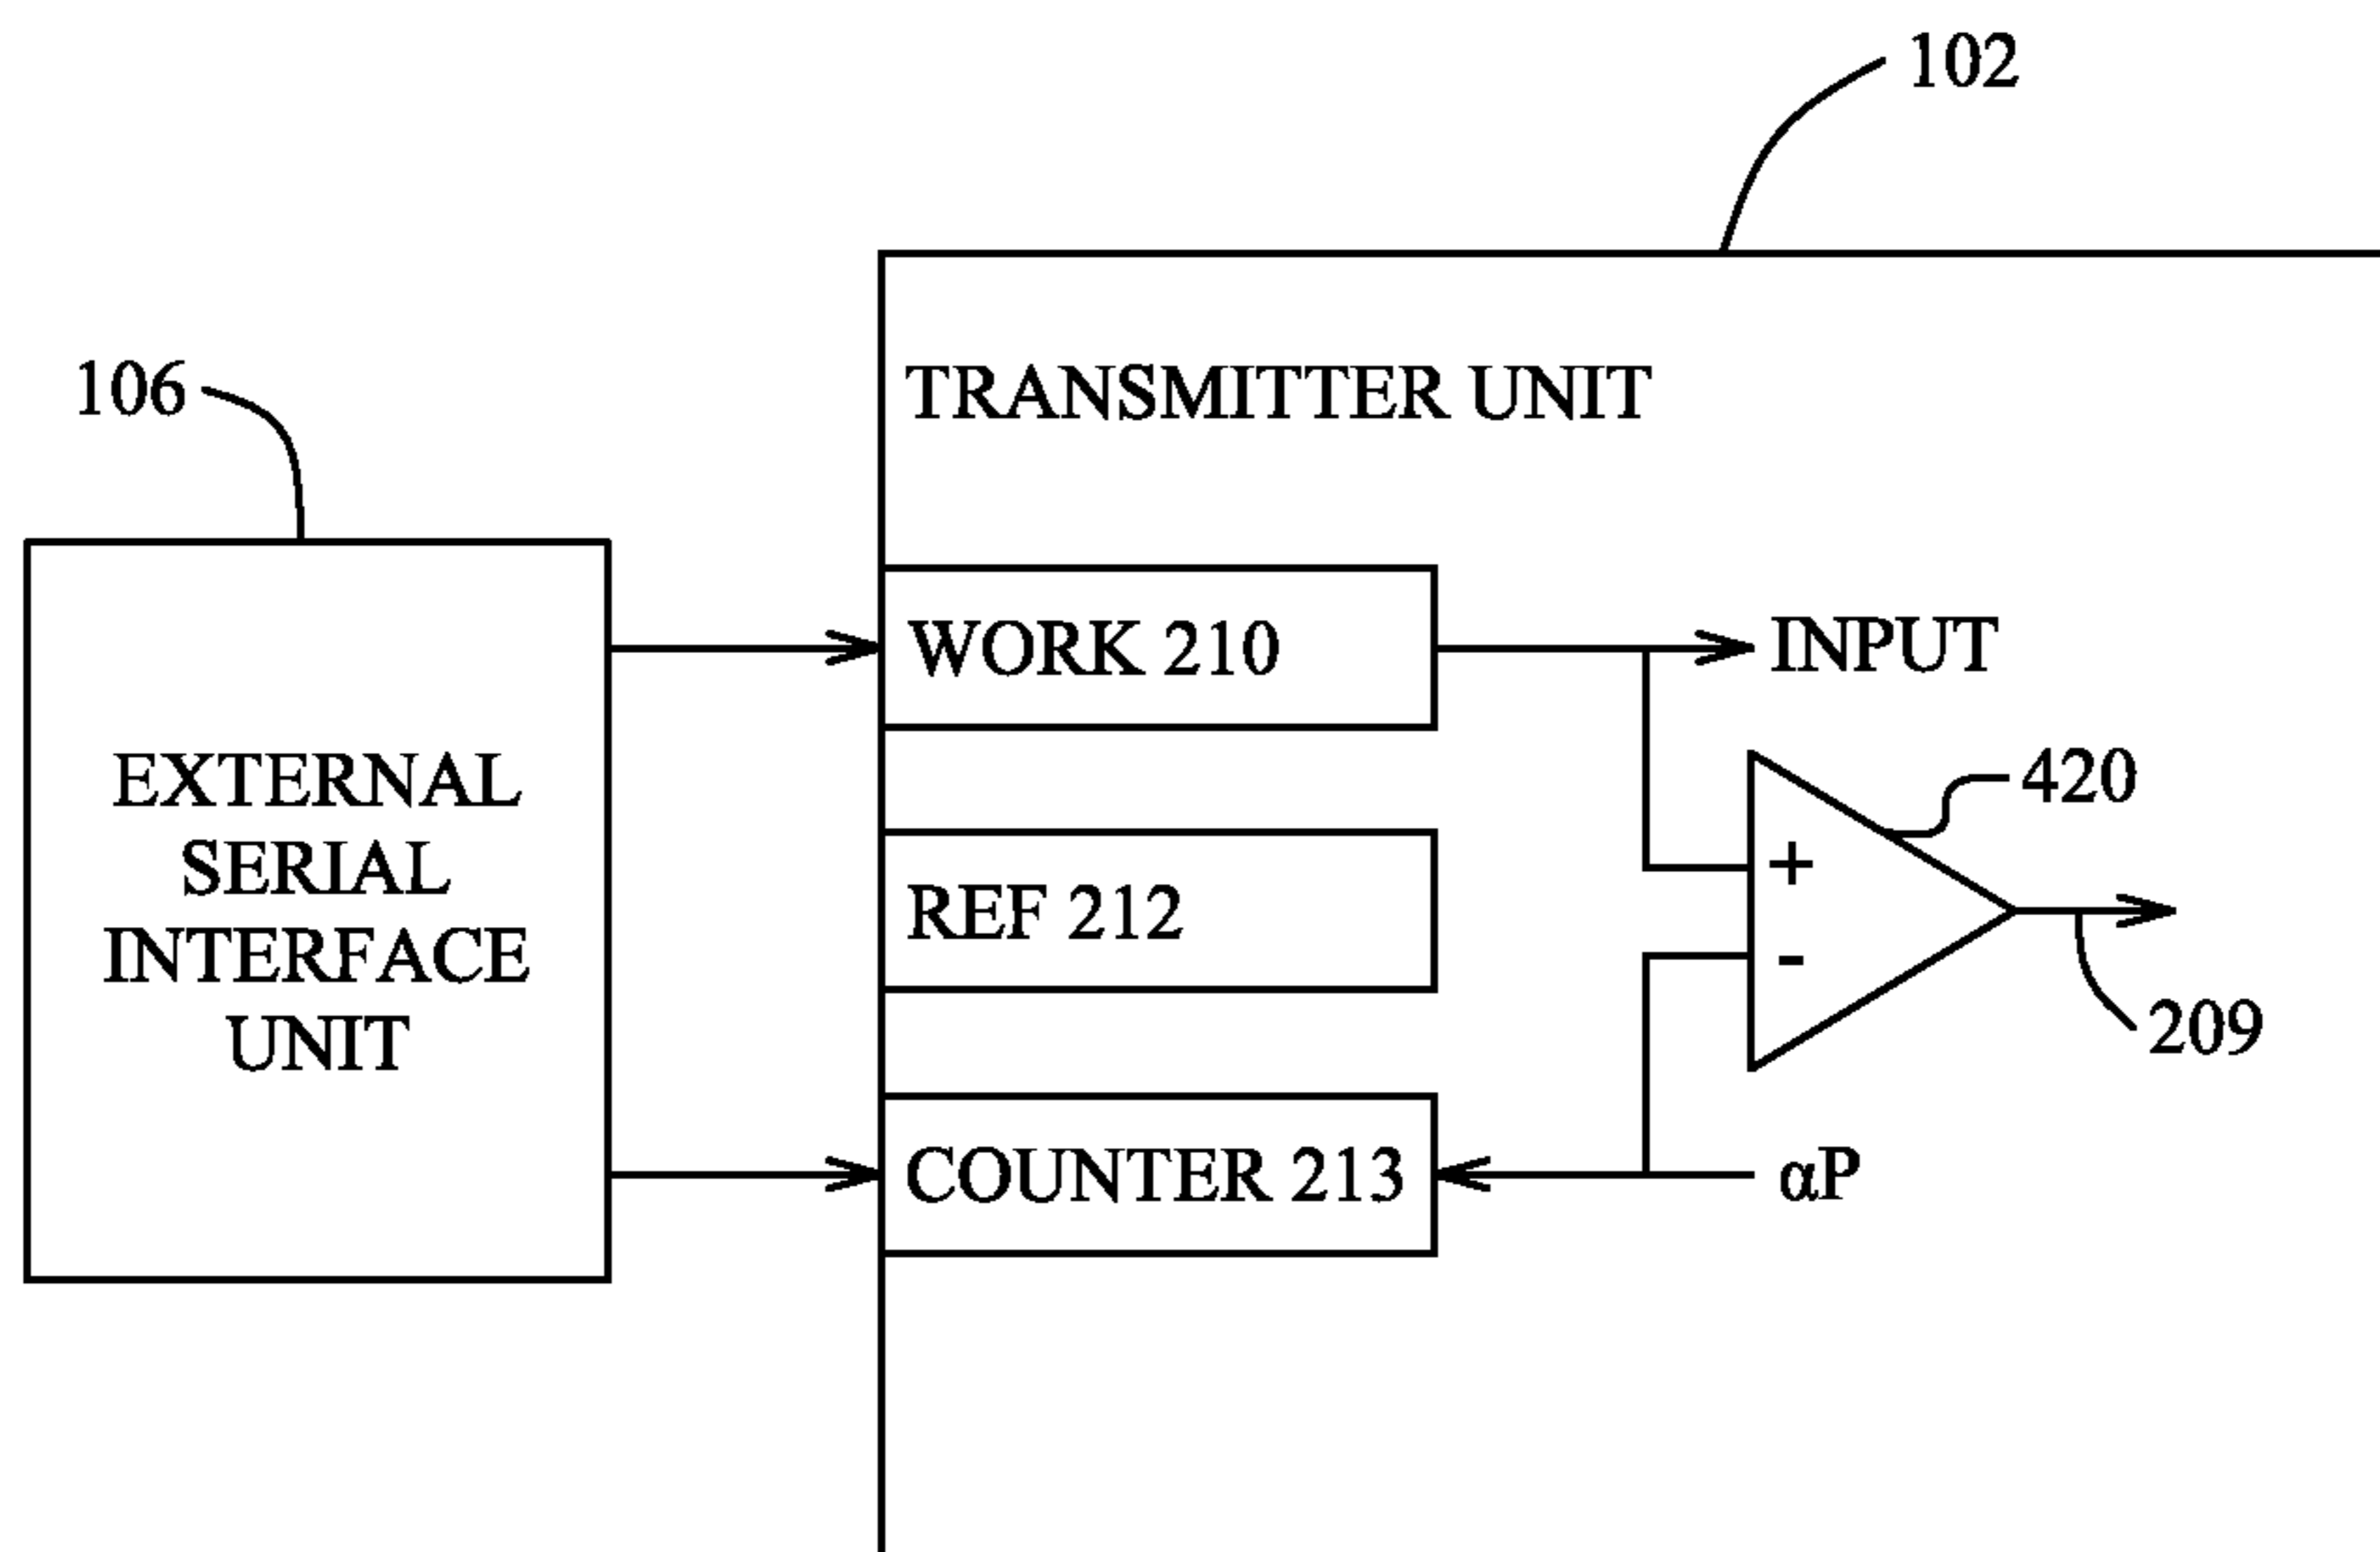 102
TRANSMITTER UNIT
106
EXTERNAL
SERIAL
INTERFACE
UNIT
WORK 210
INPUT
420
+
REF 212
-
209
COUNTER 213
αP